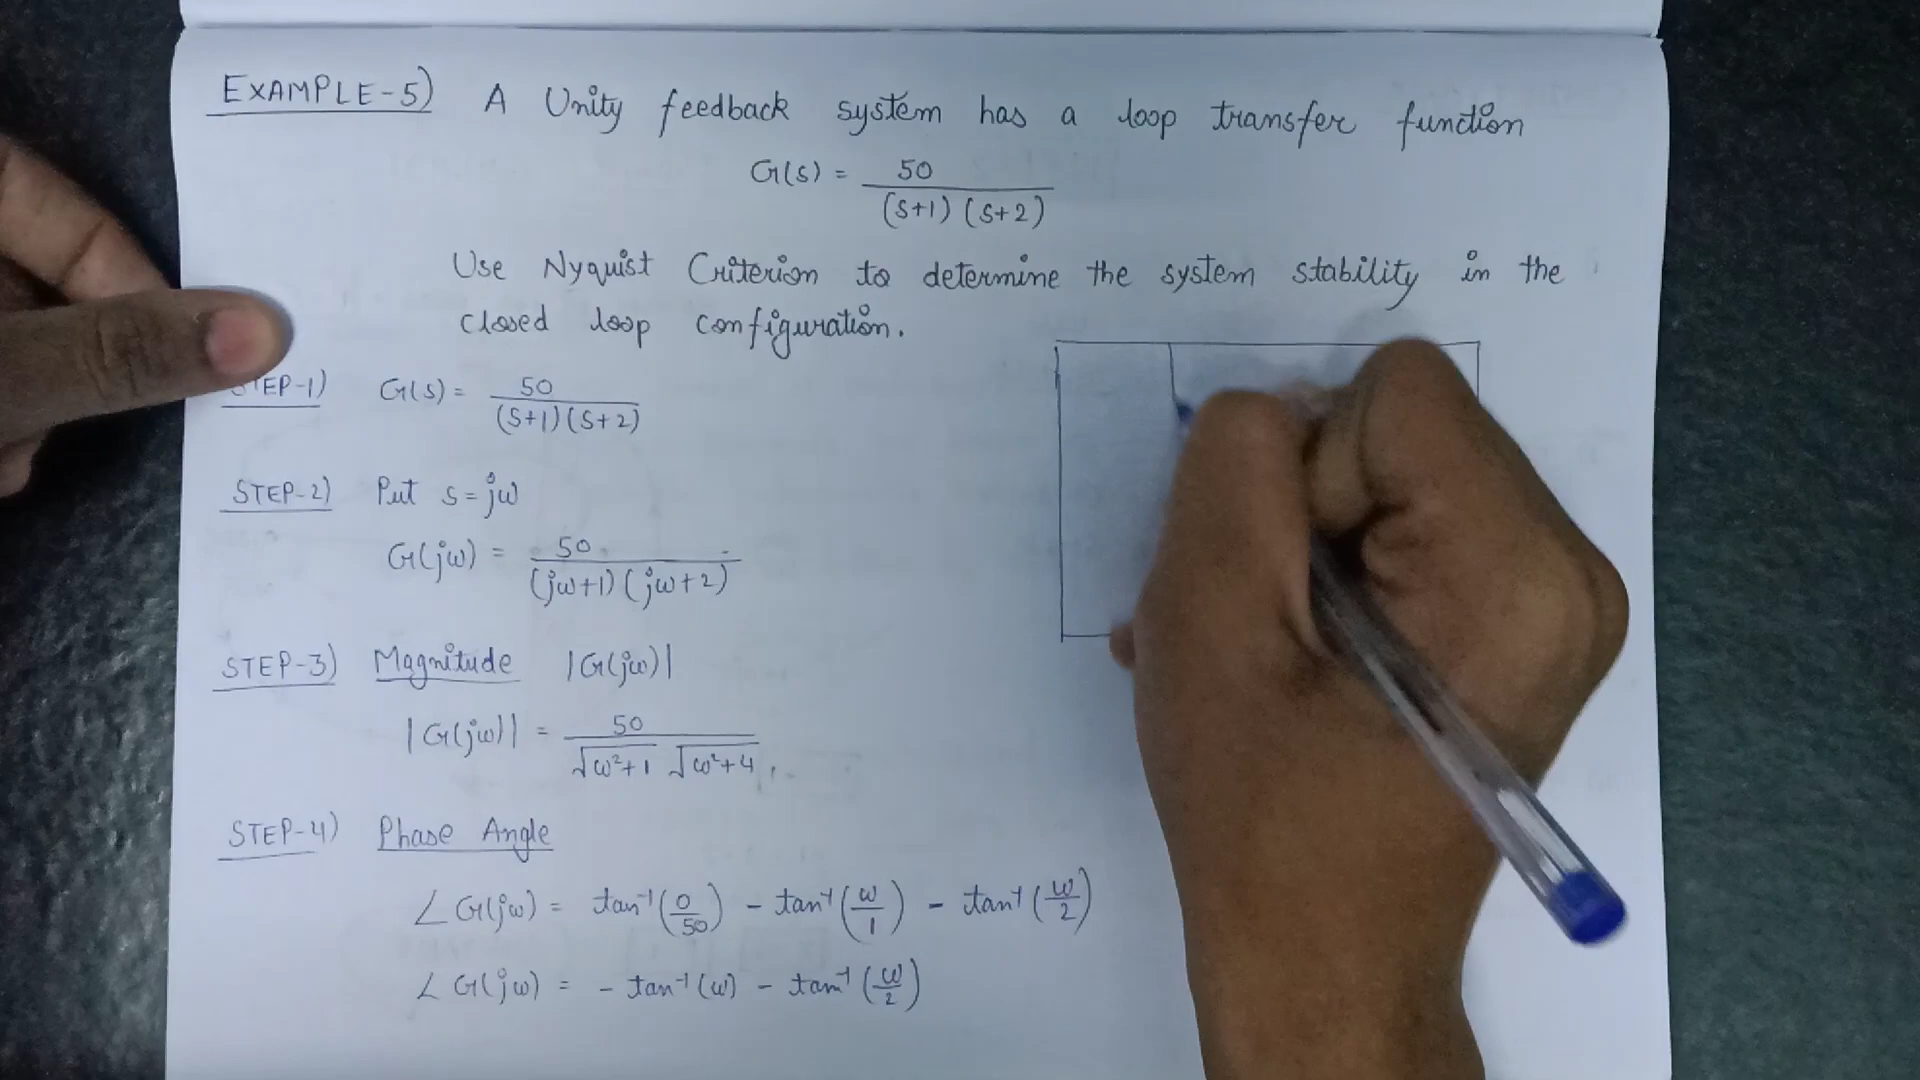 EXAMPLE-5) A Unity feedback system has a loop transfer function
G(s) = 50 / (s+1) (s+2)
Use Nyquist Criterion to determine the system stability in the
closed loop configuration.
STEP-1) G(s) = 50 / (s+1) (s+2)
STEP-2) Put s = jω
G(jω) = 50 / (jω+1) (jω+2)
STEP-3) Magnitude |G(jω)|
|G(jω)| = 50 / √ω²+1 √ω²+4
STEP-4) Phase Angle
∠G(jω) = tan⁻¹(0/50) - tan⁻¹(ω/1) - tan⁻¹(ω/2)
∠G(jω) = - tan⁻¹(ω) - tan⁻¹(ω/2)